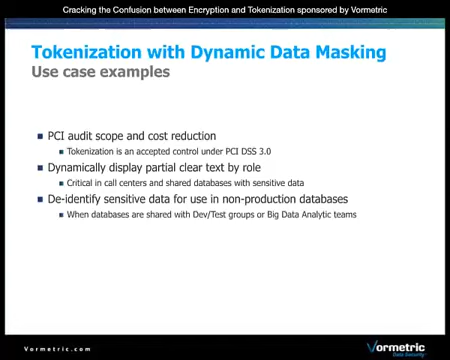 Cracking the Confusion between Encryption and Tokenization sponsored by Vormetric
Tokenization with Dynamic Data Masking
Use case examples
PCI audit scope and cost reduction
Tokenization is an accepted control under PCI DSS 3.0
Dynamically display partial clear text by role
Critical in call centers and shared databases with sensitive data
De-identify sensitive data for use in non-production databases
When databases are shared with Dev/Test groups or Big Data Analytic teams
Vormetric.com
Vormetric
Data Security